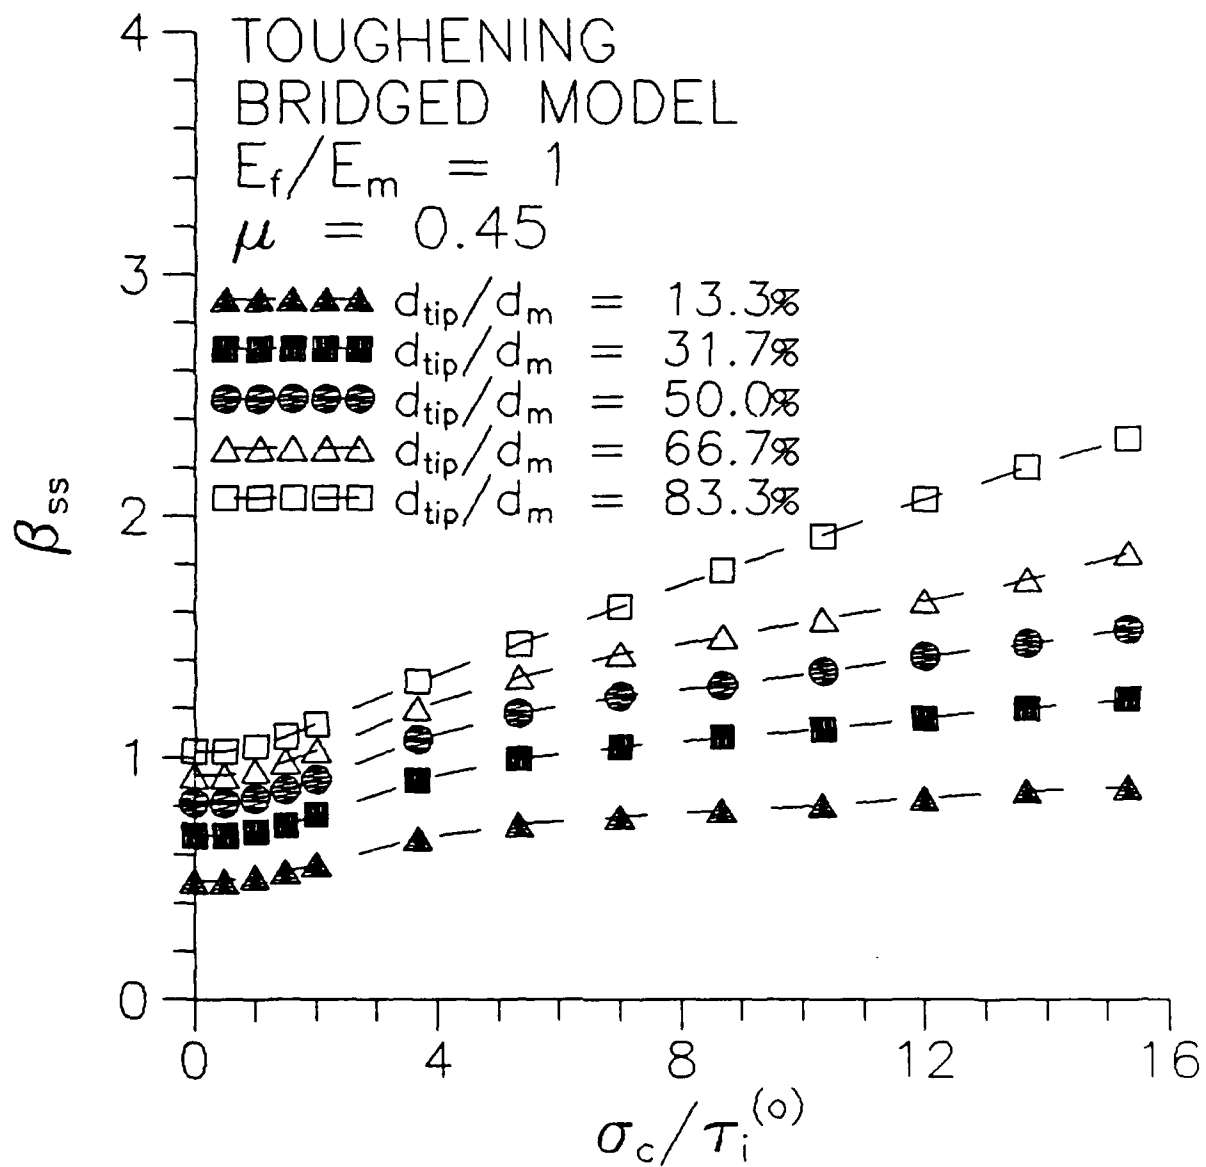 TOUGHENING
BRIDGED MODEL
E_f/E_m = 1
μ = 0.45
d_tip/d_m = 13.3%
d_tip/d_m = 31.7%
d_tip/d_m = 50.0%
d_tip/d_m = 66.7%
d_tip/d_m = 83.3%
4
3
2
1
0
β_ss
0 4 8 12 16
σ_c/τ_i^(o)